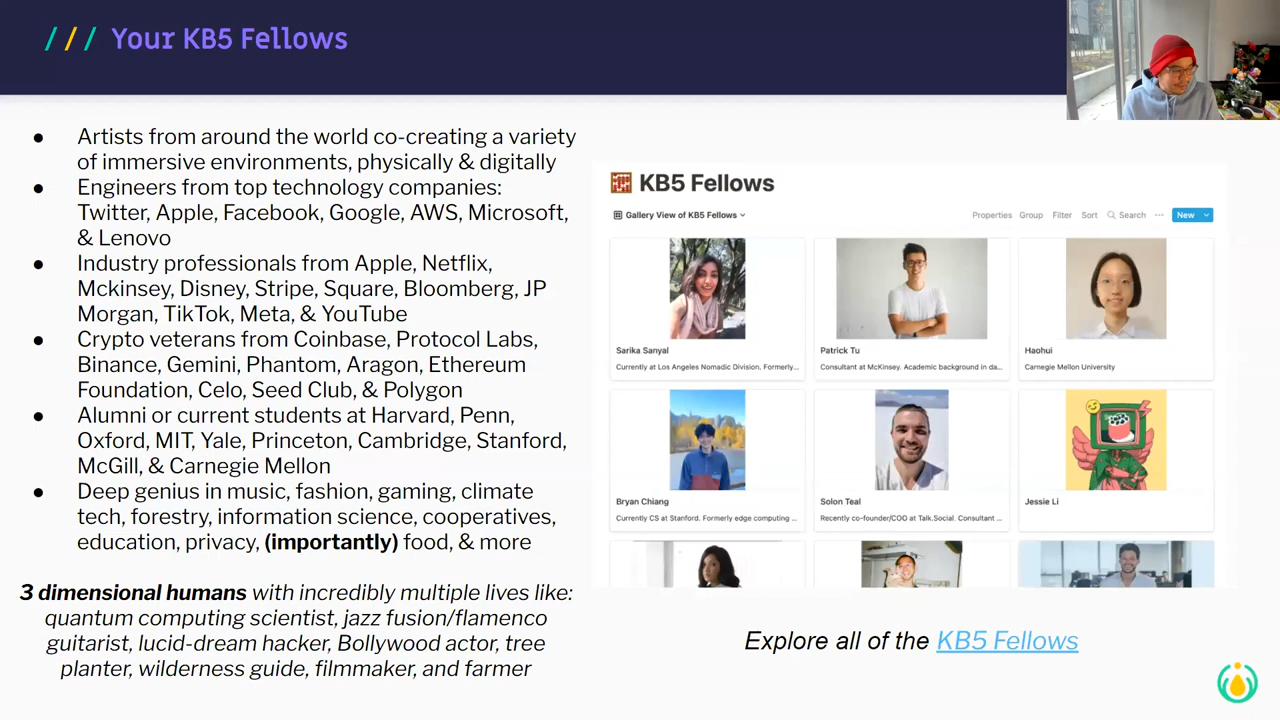 /// Your KB5 Fellows
● Artists from around the world co-creating a variety
of immersive environments, physically & digitally
● Engineers from top technology companies:
Twitter, Apple, Facebook, Google, AWS, Microsoft,
& Lenovo
● Industry professionals from Apple, Netflix,
Mckinsey, Disney, Stripe, Square, Bloomberg, JP
Morgan, TikTok, Meta, & YouTube
● Crypto veterans from Coinbase, Protocol Labs,
Binance, Gemini, Phantom, Aragon, Ethereum
Foundation, Celo, Seed Club, & Polygon
● Alumni or current students at Harvard, Penn,
Oxford, MIT, Yale, Princeton, Cambridge, Stanford,
McGill, & Carnegie Mellon
● Deep genius in music, fashion, gaming, climate
tech, forestry, information science, cooperatives,
education, privacy, (importantly) food, & more
3 dimensional humans with incredibly multiple lives like:
quantum computing scientist, jazz fusion/flamenco
guitarist, lucid-dream hacker, Bollywood actor, tree
planter, wilderness guide, filmmaker, and farmer
KB5 Fellows
Gallery View of KB5 Fellows
Properties Group Filter Sort Search ··· New
Sarika Sanyal
Currently at Los Angeles Nomadic Division. Formerly...
Patrick Tu
Consultant at McKinsey. Academic background in da...
Haohui
Carnegie Mellon University
Bryan Chiang
Currently CS at Stanford. Formerly edge computing ...
Solon Teal
Recently co-founder/COO at Talk.Social. Consultant ...
Jessie Li
Explore all of the KB5 Fellows